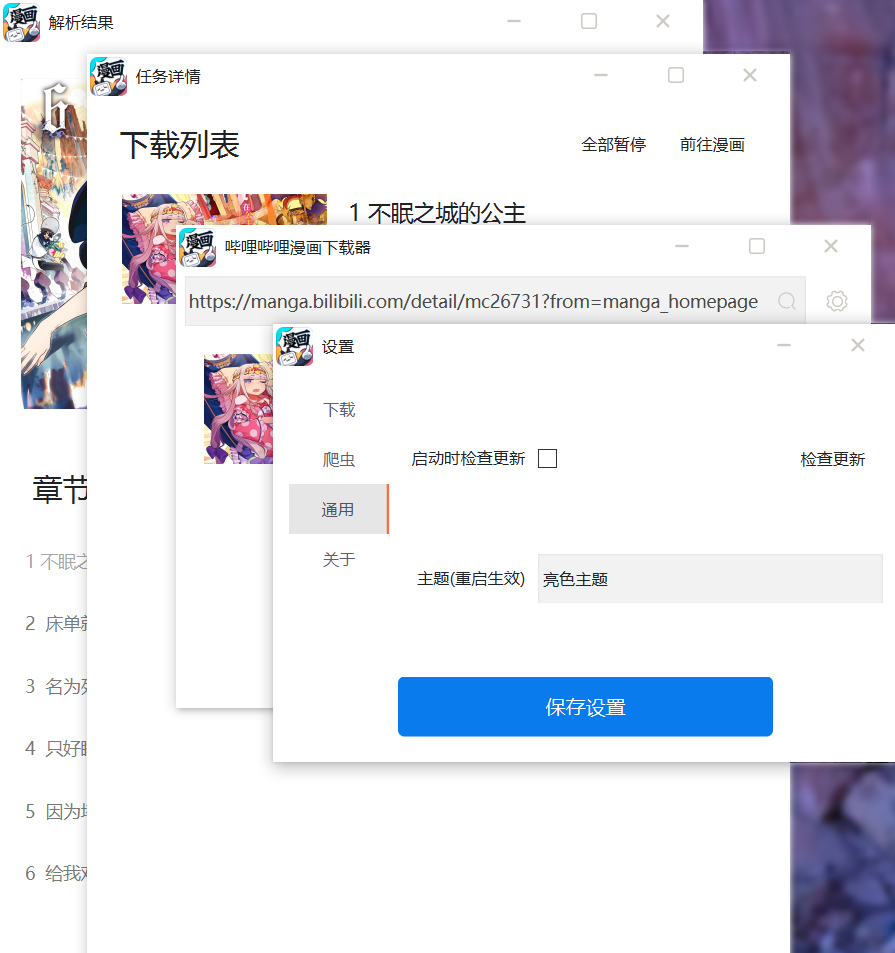 解析结果
任务详情
下载列表
全部暂停
前往漫画
1 不眠之城的公主
哔哩哔哩漫画下载器
https://manga.bilibili.com/detail/mc26731?from=manga_homepage
设置
下载
爬虫
通用
关于
启动时检查更新
检查更新
主题(重启生效)
亮色主题
保存设置
6
章节
1 不眠之
2 床单
3 名为
4 只好
5 因为
6 给我